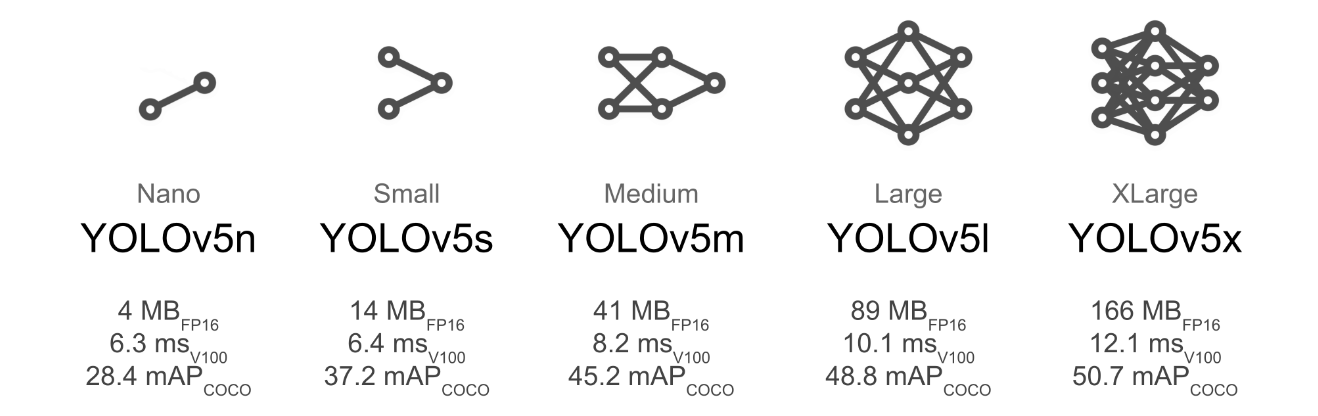 Nano Small Medium Large XLarge
YOLOv5n YOLOv5s YOLOv5m YOLOv5l YOLOv5x
4 MB FP16 14 MB FP16 41 MB FP16 89 MB FP16 166 MB FP16
6.3 ms V100 6.4 ms V100 8.2 ms V100 10.1 ms V100 12.1 ms V100
28.4 mAP COCO 37.2 mAP COCO 45.2 mAP COCO 48.8 mAP COCO 50.7 mAP COCO